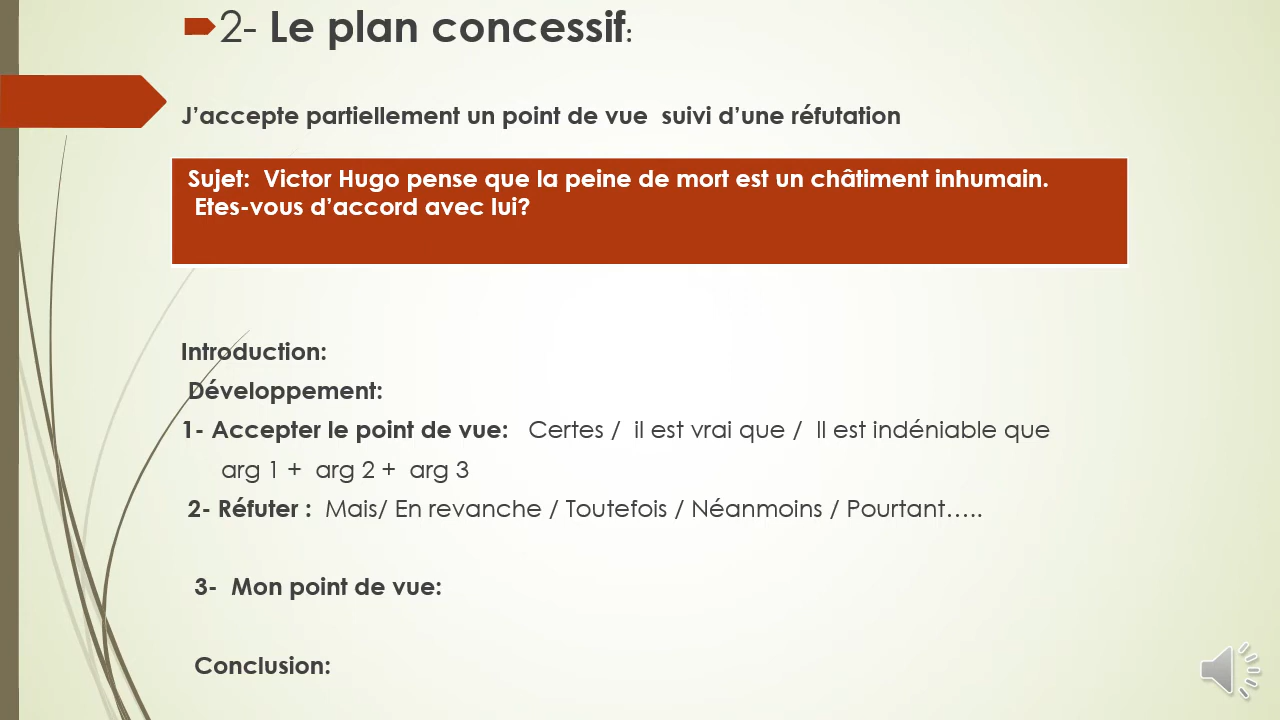 2- Le plan concessif:
J’accepte partiellement un point de vue suivi d’une réfutation
Sujet: Victor Hugo pense que la peine de mort est un châtiment inhumain.
Etes-vous d’accord avec lui?
Introduction:
Développement:
1- Accepter le point de vue: Certes / il est vrai que / Il est indéniable que
arg 1 + arg 2 + arg 3
2- Réfuter : Mais/ En revanche / Toutefois / Néanmoins / Pourtant…..
3- Mon point de vue:
Conclusion: